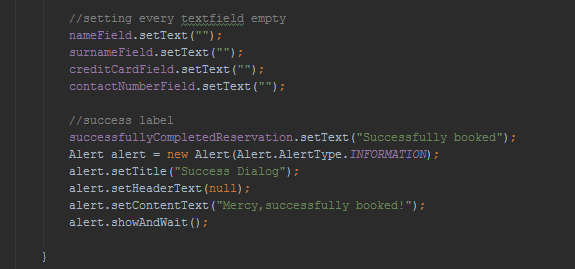 //setting every textfield empty
nameField.setText("");
surnameField.setText("");
creditCardField.setText("");
contactNumberField.setText("");
//success label
successfullyCompletedReservation.setText("Successfully booked");
Alert alert = new Alert(Alert.AlertType.INFORMATION);
alert.setTitle("Success Dialog");
alert.setHeaderText(null);
alert.setContentText("Mercy,successfully booked!");
alert.showAndWait();
}